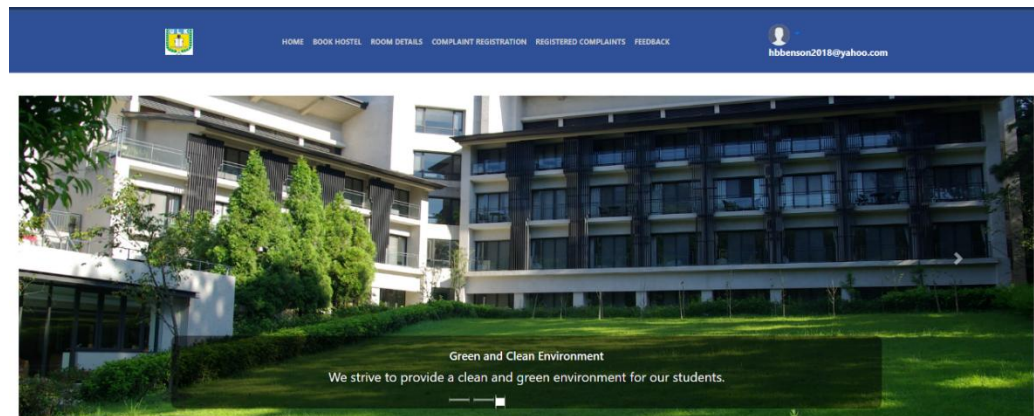 HOME BOOK HOSTEL ROOM DETAILS COMPLAINT REGISTRATION REGISTERED COMPLAINTS FEEDBACK
hbbenson2018@yahoo.com
Green and Clean Environment
We strive to provide a clean and green environment for our students.